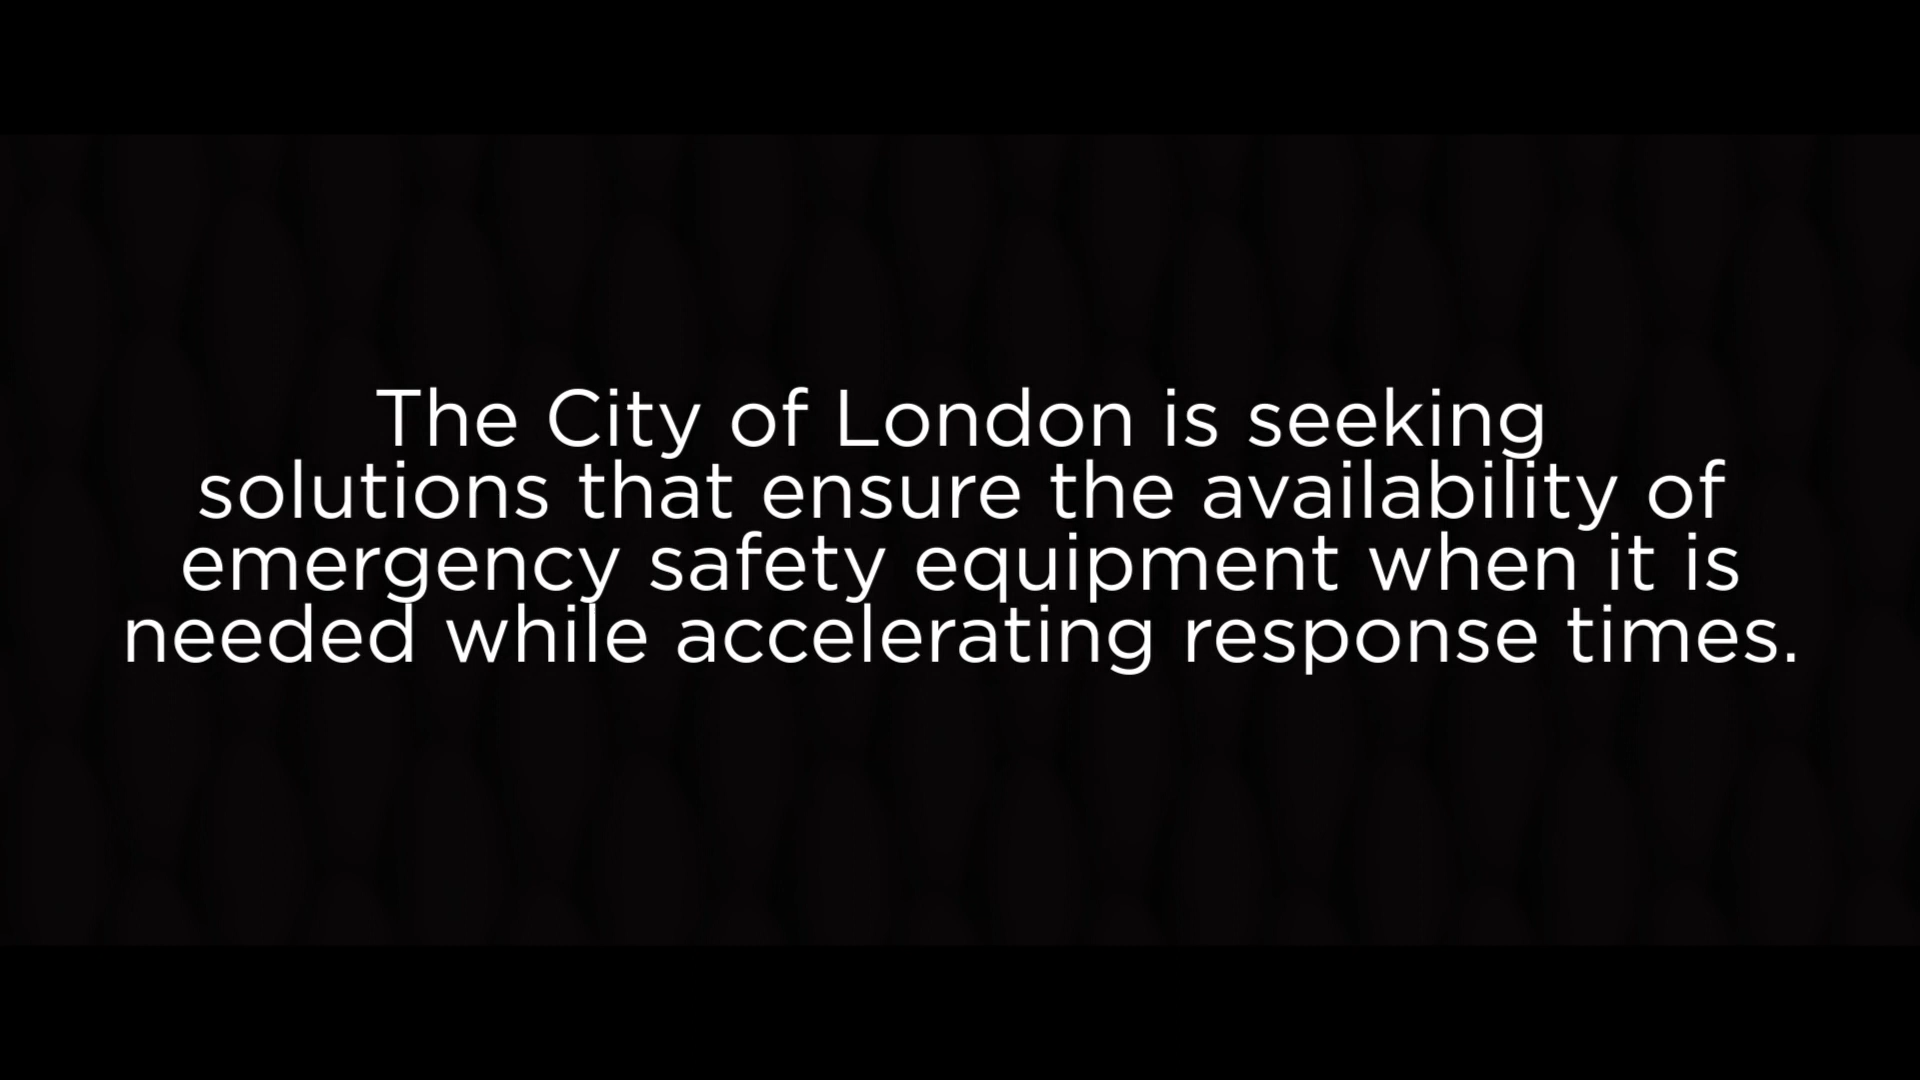 The City of London is seeking
solutions that ensure the availability of
emergency safety equipment when it is
needed while accelerating response times.